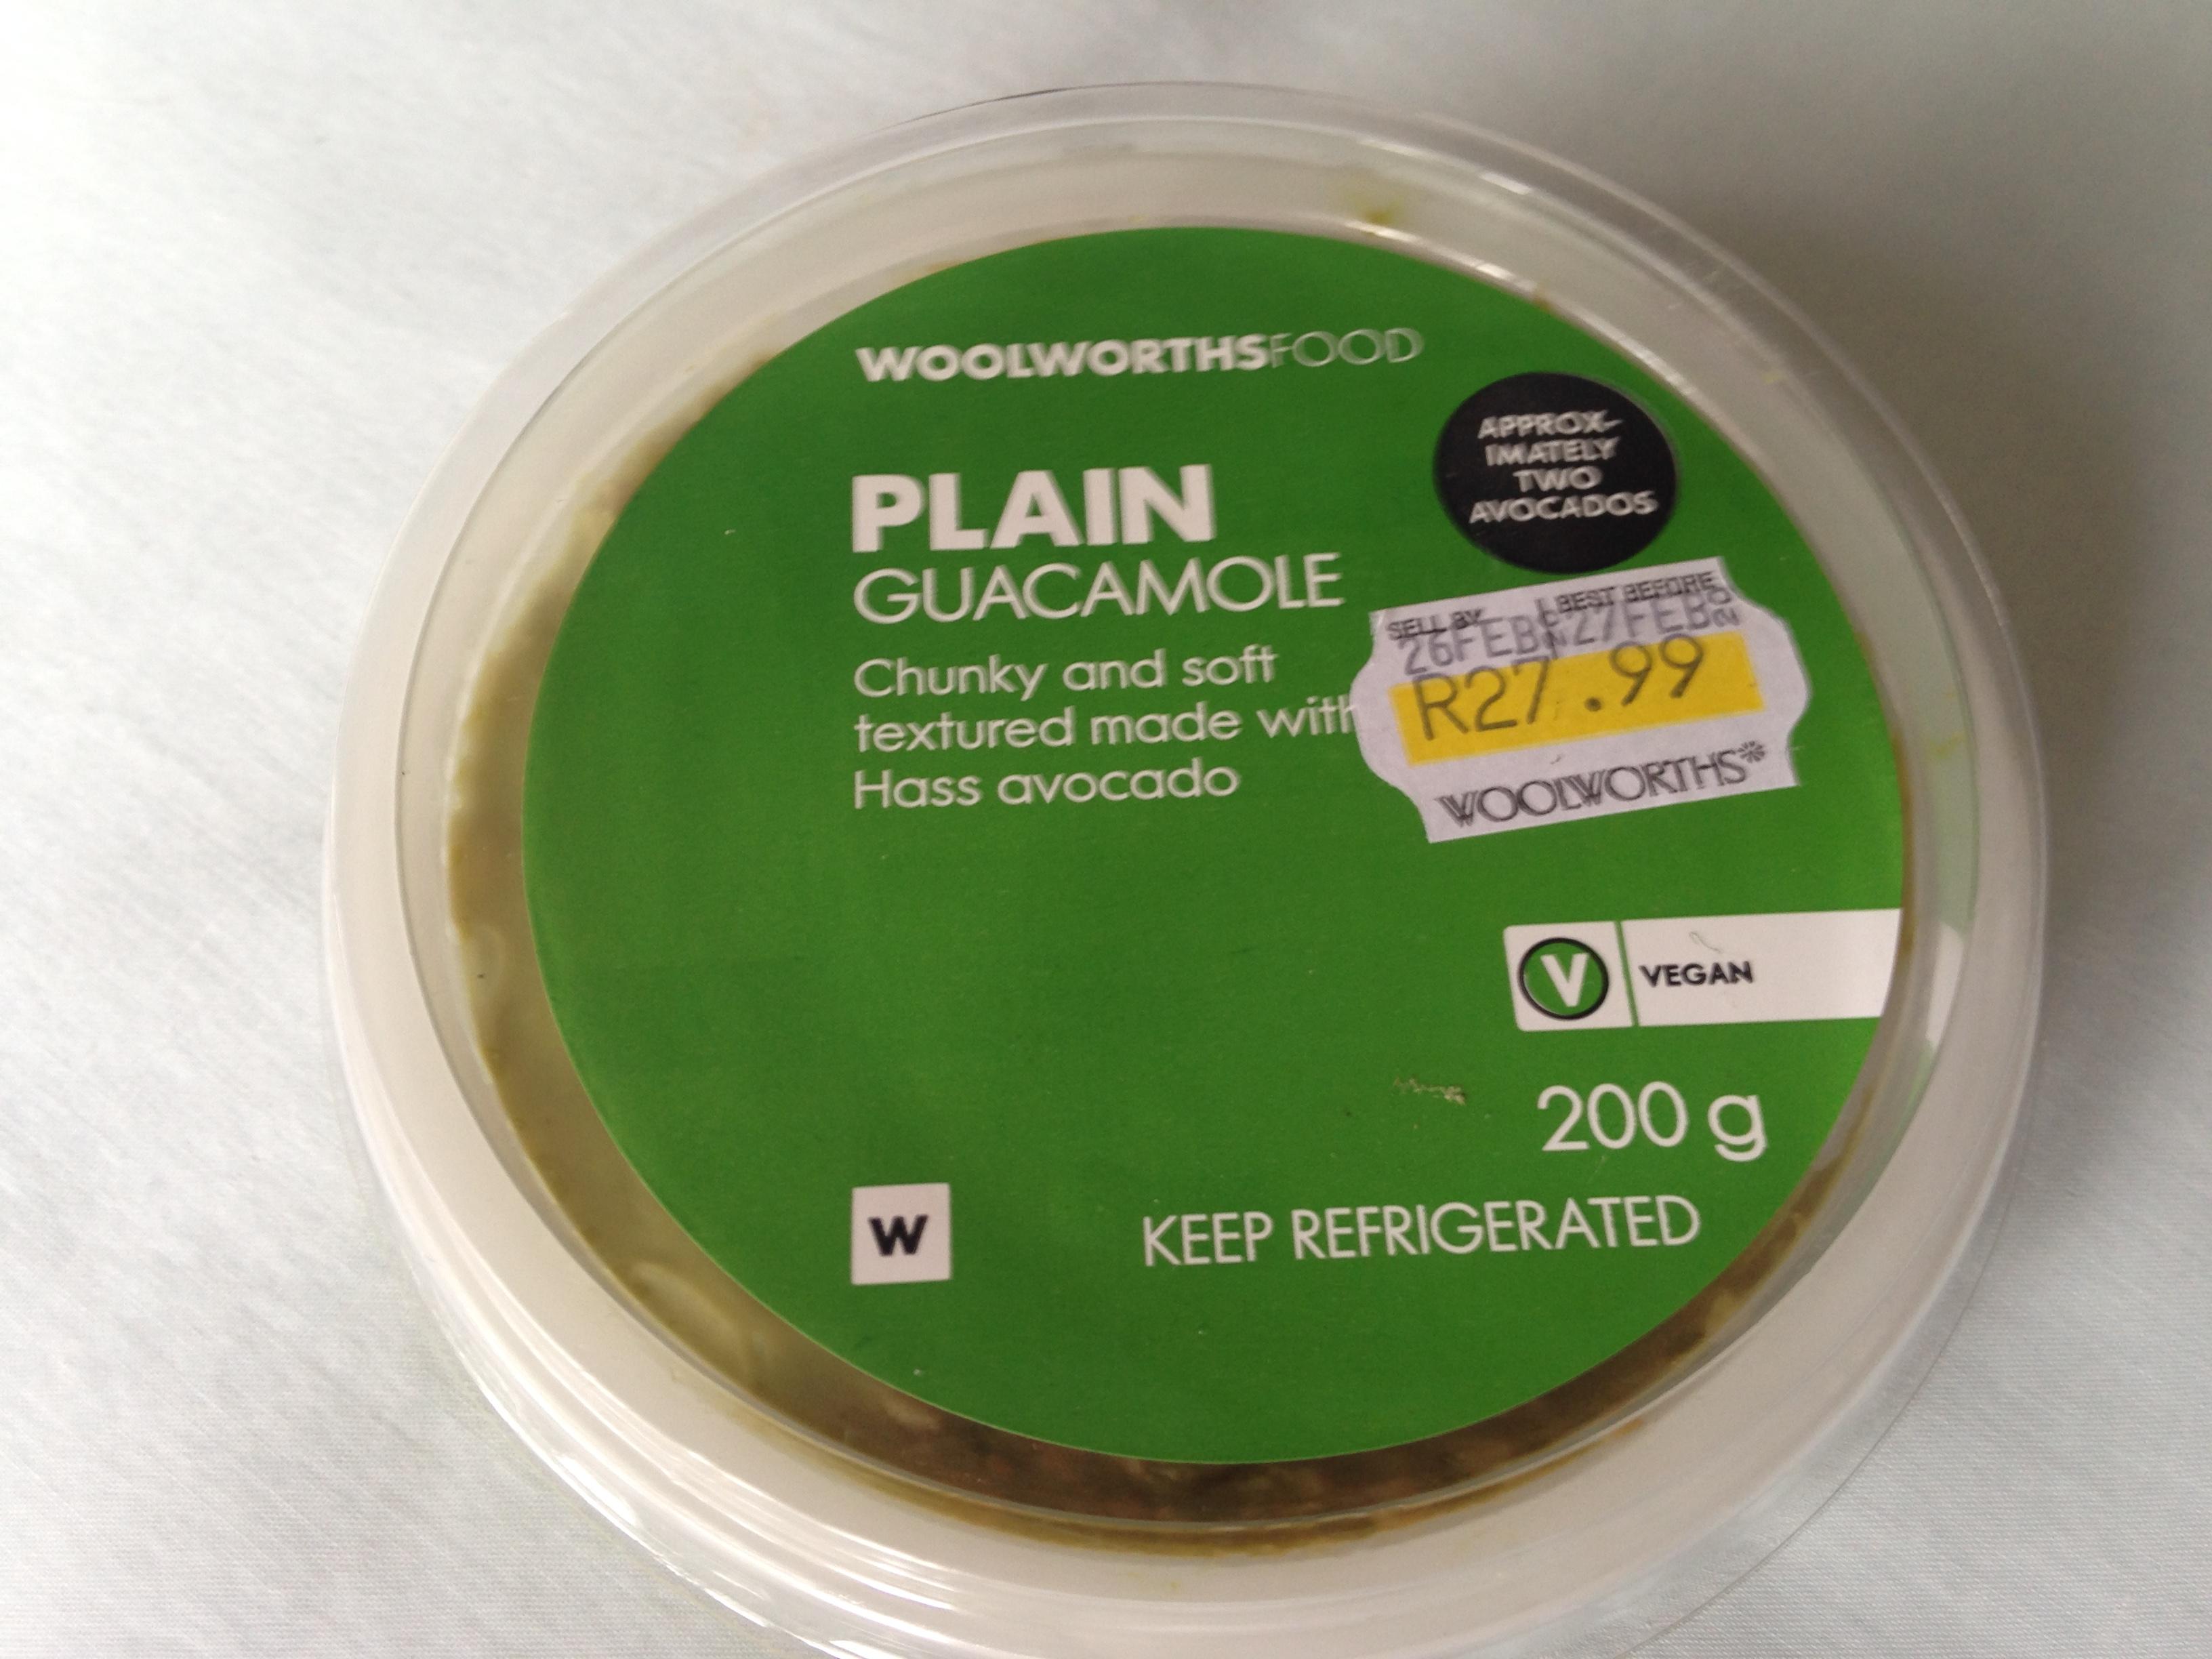 WOOLWORTHSFOOD
APPROX-
IMATELY
TWO
AVOCADOS
PLAIN
GUACAMOLE
Chunky and soft
textured made with
Hass avocado
SELL BY BEST BEFORE
26FEB 27FEB
R27.99
WOOLWORTHS*
V VEGAN
200 g
W
KEEP REFRIGERATED